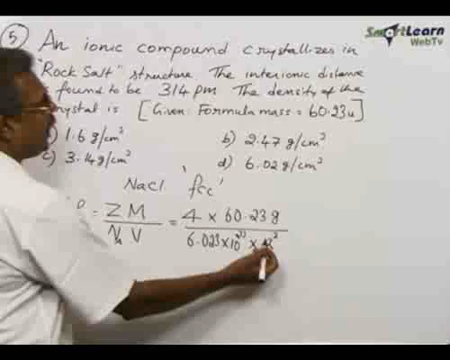 SmartLearn
WebTv
5 An ionic compound crystallizes in
"Rock Salt" structure. The interionic distance
found to be 314 pm. The density of the
crystal is [Given: Formula mass = 60.23u]
1.6 g/cm³ b) 2.47 g/cm³
c) 3.14 g/cm³ d) 6.02 g/cm³
NaCl 'fcc'
= ZM / V = 4 × 60.23 g / 6.023×10²³ ×